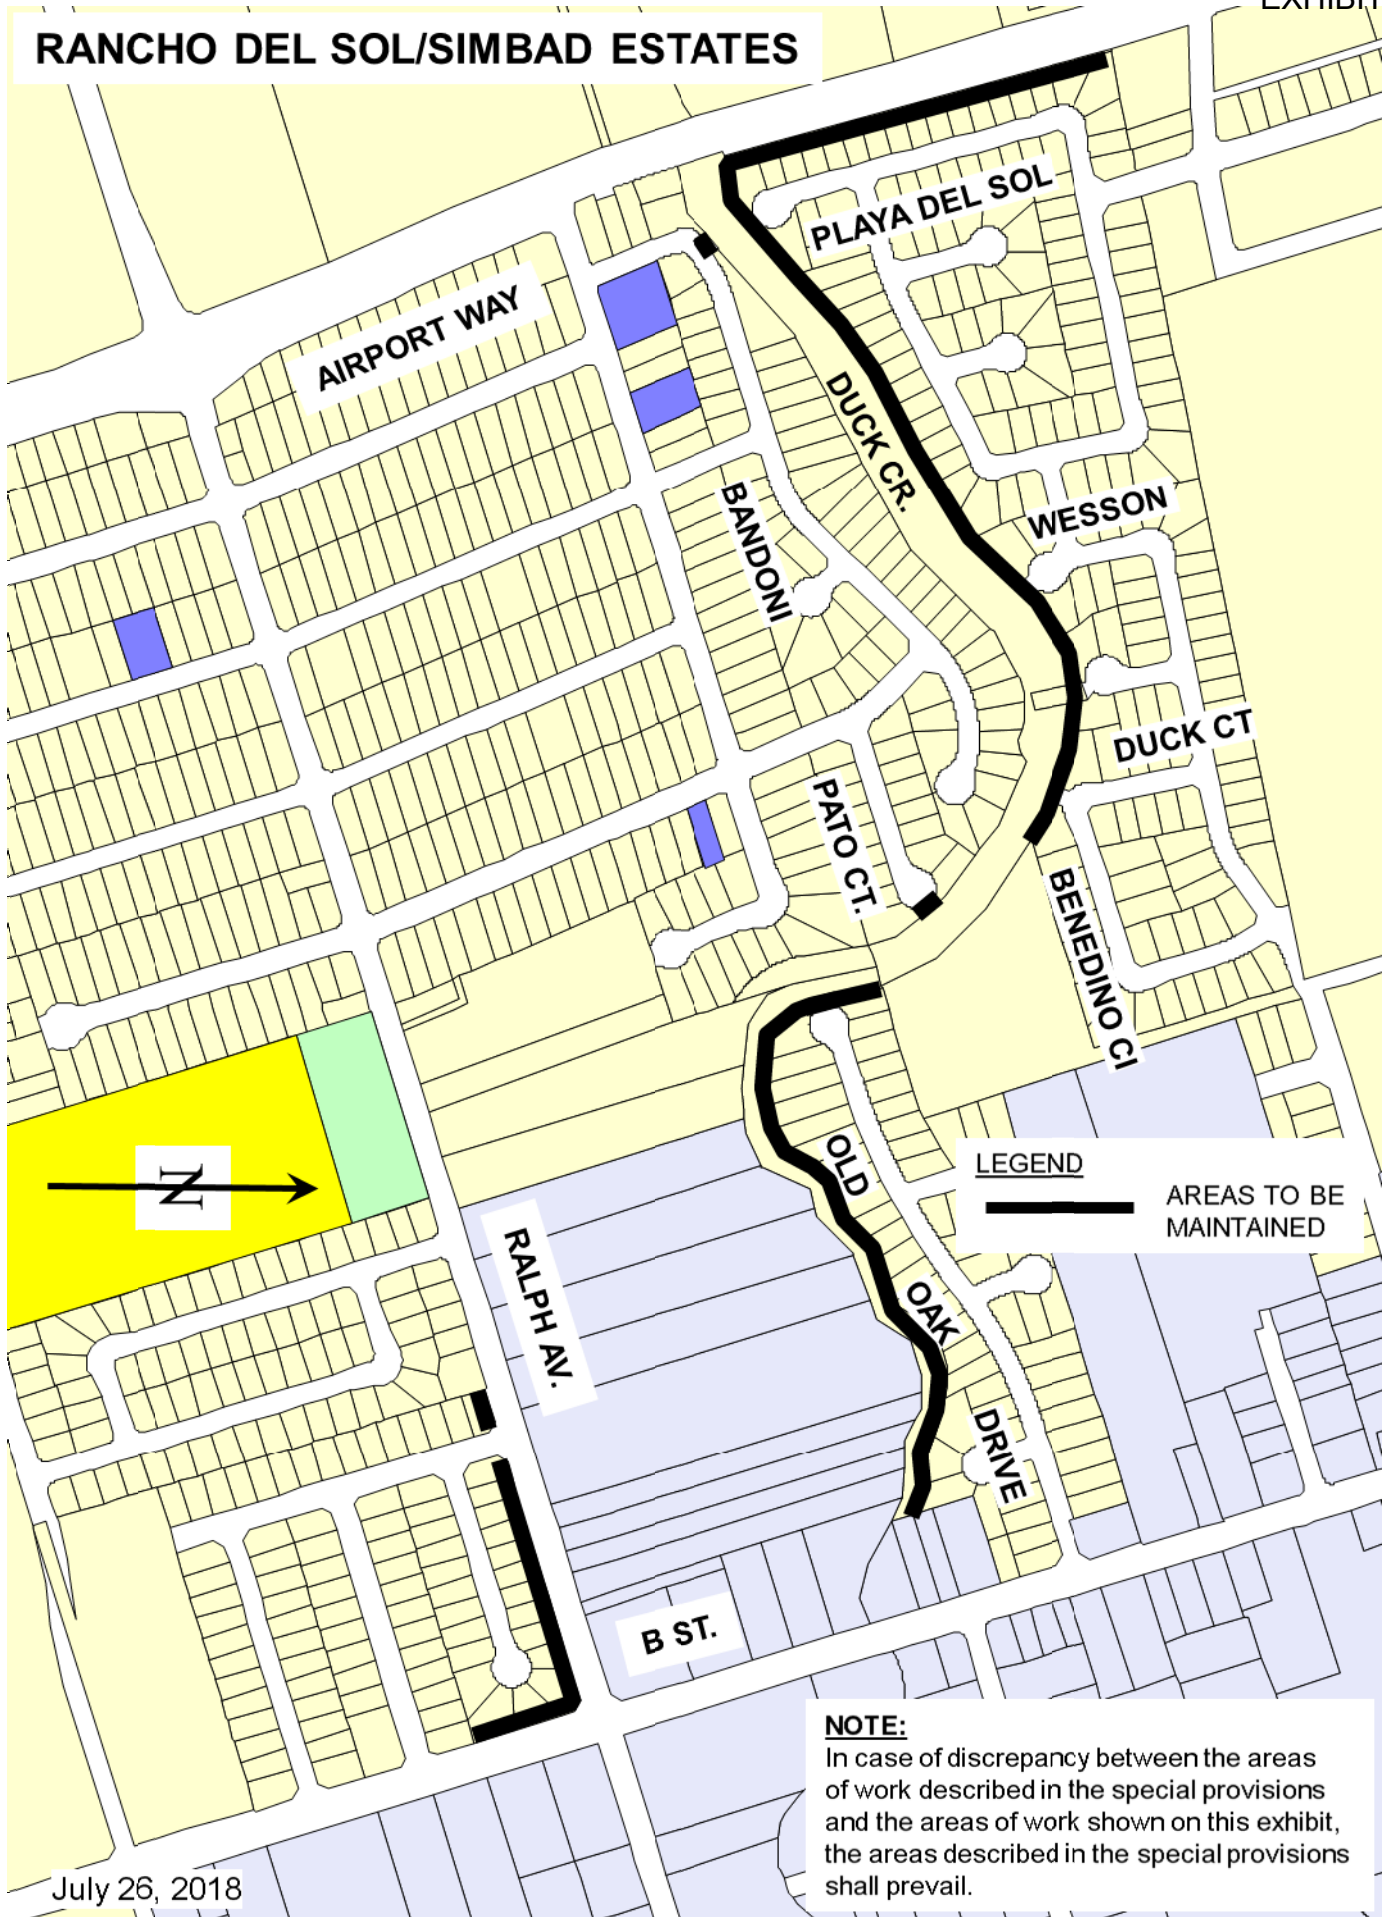 EXHIBIT
RANCHO DEL SOL/SIMBAD ESTATES
PLAYA DEL SOL
AIRPORT WAY
DUCK CR.
WESSON
BANDONI
DUCK CT
PATO CT.
BENEDINO CI
N
OLD
LEGEND
AREAS TO BE
MAINTAINED
RALPH AV.
OAK
DRIVE
B ST.
NOTE:
In case of discrepancy between the areas
of work described in the special provisions
and the areas of work shown on this exhibit,
the areas described in the special provisions
shall prevail.
July 26, 2018